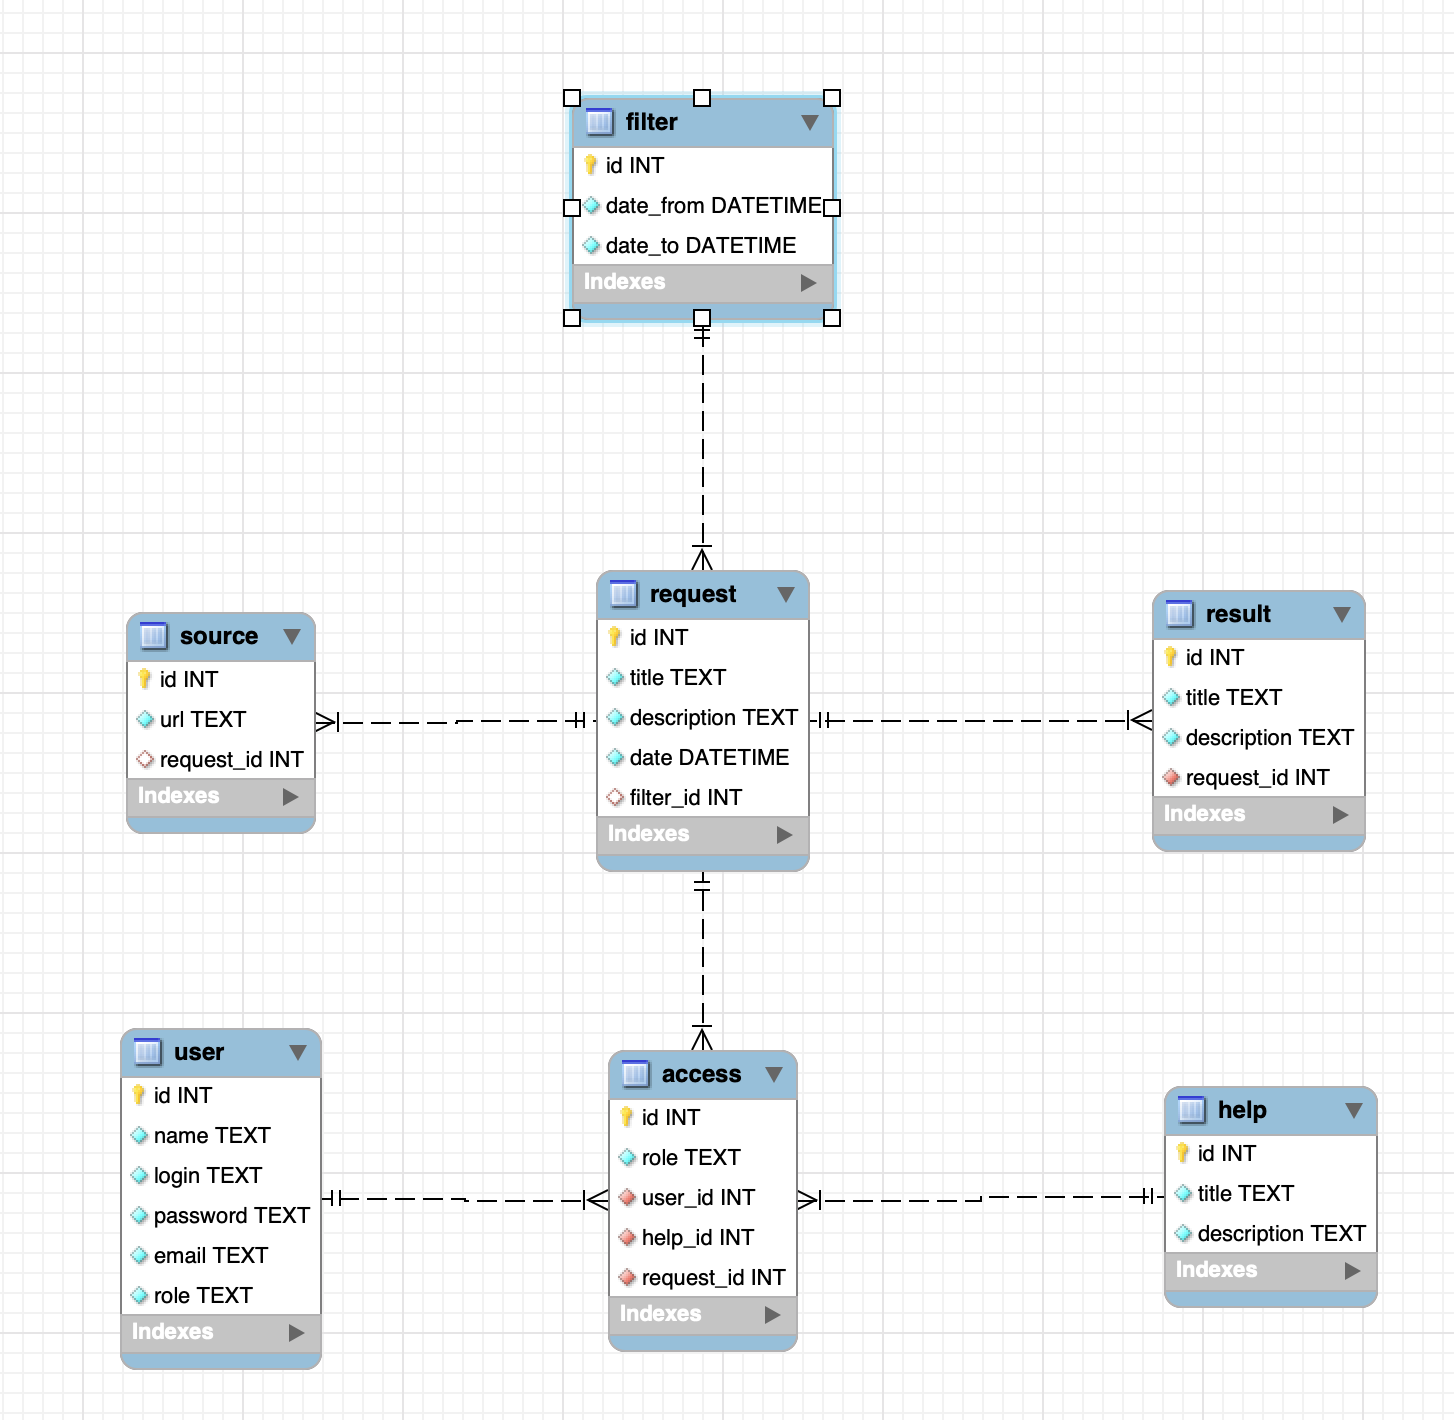 filter
id INT
date_from DATETIME
date_to DATETIME
Indexes
request
id INT
title TEXT
description TEXT
date DATETIME
filter_id INT
Indexes
source
id INT
url TEXT
request_id INT
Indexes
result
id INT
title TEXT
description TEXT
request_id INT
Indexes
user
id INT
name TEXT
login TEXT
password TEXT
email TEXT
role TEXT
Indexes
access
id INT
role TEXT
user_id INT
help_id INT
request_id INT
Indexes
help
id INT
title TEXT
description TEXT
Indexes